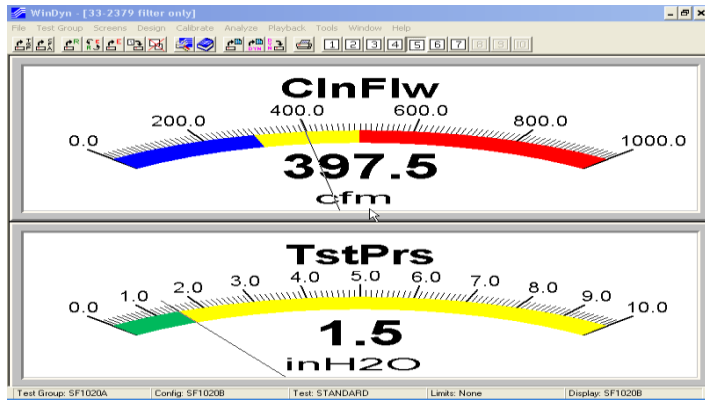 WinDyn - [33-2379 filter only]
File Test Group Screens Design Calibrate Analyze Playback Tools Window Help
1 2 3 4 5 6 7 8 9 10
ClnFlw
0.0 200.0 400.0 600.0 800.0 1000.0
397.5
cfm
TstPrs
0.0 1.0 2.0 3.0 4.0 5.0 6.0 7.0 8.0 9.0 10.0
1.5
inH2O
Test Group: SF1020A Config: SF1020B Test: STANDARD Limits: None Display: SF1020B